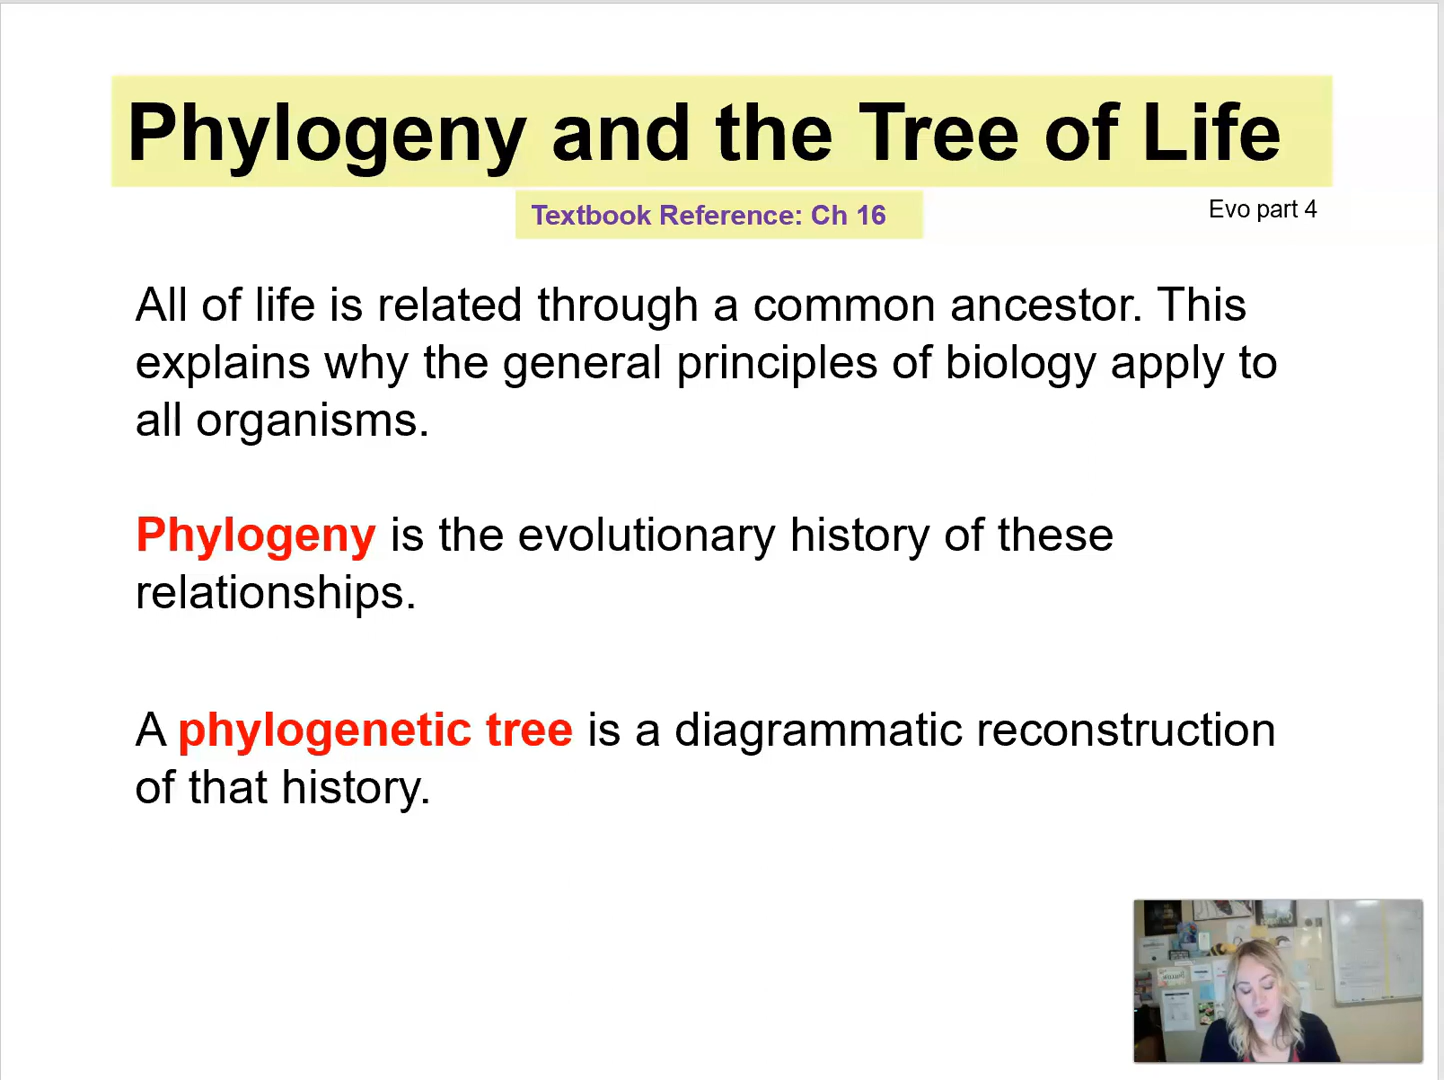 Phylogeny and the Tree of Life
Textbook Reference: Ch 16
Evo part 4
All of life is related through a common ancestor. This
explains why the general principles of biology apply to
all organisms.
Phylogeny is the evolutionary history of these
relationships.
A phylogenetic tree is a diagrammatic reconstruction
of that history.